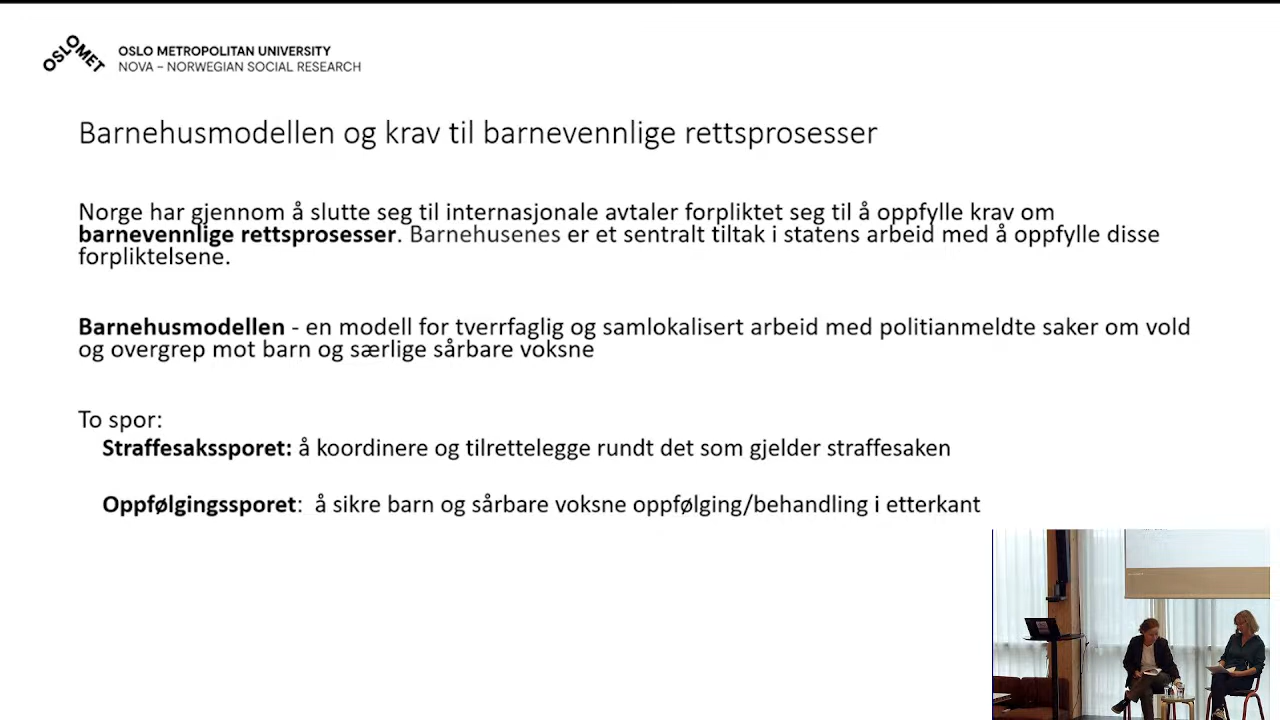 OSLOMET
OSLO METROPOLITAN UNIVERSITY
NOVA – NORWEGIAN SOCIAL RESEARCH
Barnehusmodellen og krav til barnevennlige rettsprosesser
Norge har gjennom å slutte seg til internasjonale avtaler forpliktet seg til å oppfylle krav om
barnevennlige rettsprosesser. Barnehusenes er et sentralt tiltak i statens arbeid med å oppfylle disse
forpliktelsene.
Barnehusmodellen - en modell for tverrfaglig og samlokalisert arbeid med politianmeldte saker om vold
og overgrep mot barn og særlige sårbare voksne
To spor:
Straffesakssporet: å koordinere og tilrettelegge rundt det som gjelder straffesaken
Oppfølgingssporet: å sikre barn og sårbare voksne oppfølging/behandling i etterkant